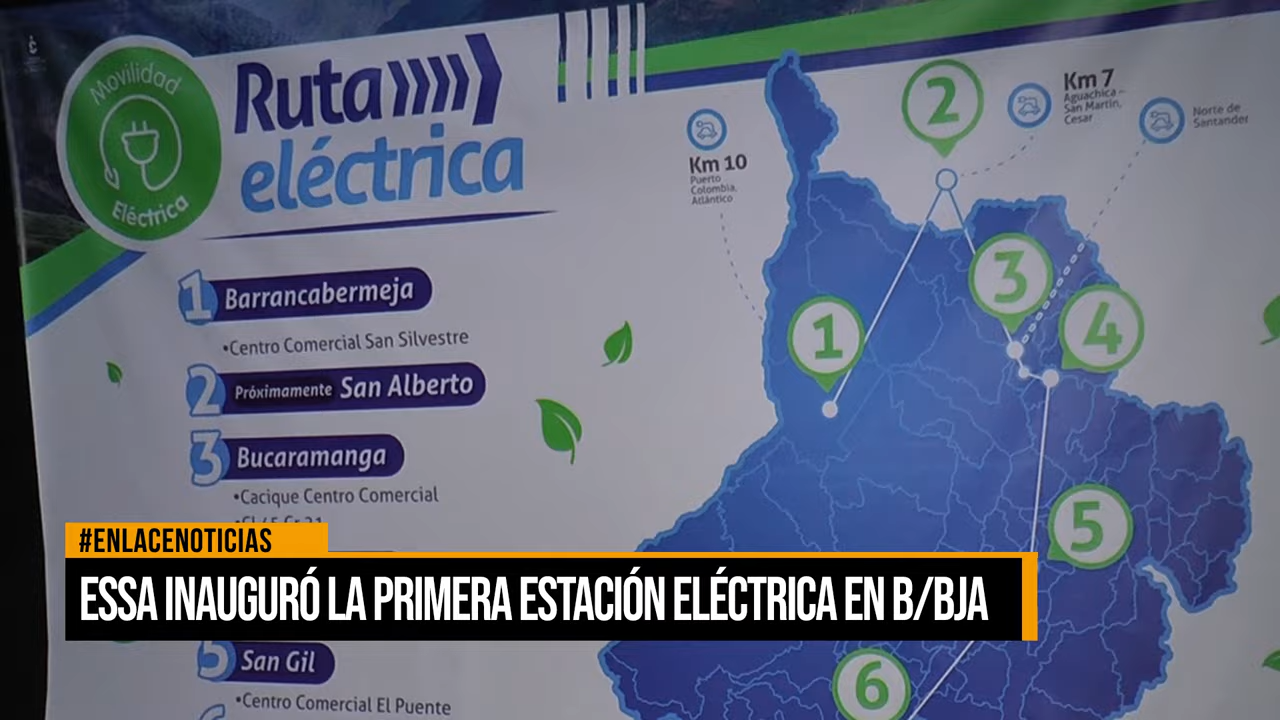 Movilidad
Eléctrica
Ruta
eléctrica
1 Barrancabermeja
•Centro Comercial San Silvestre
2 Próximamente San Alberto
3 Bucaramanga
•Cacique Centro Comercial
5 San Gil
•Centro Comercial El Puente
Km 10
Puerto
Colombia,
Atlántico
2
Km 7
Aguachica –
San Martín,
Cesar
Norte de
Santander
1
3
4
5
6
#ENLACENOTICIAS
ESSA INAUGURÓ LA PRIMERA ESTACIÓN ELÉCTRICA EN B/BJA